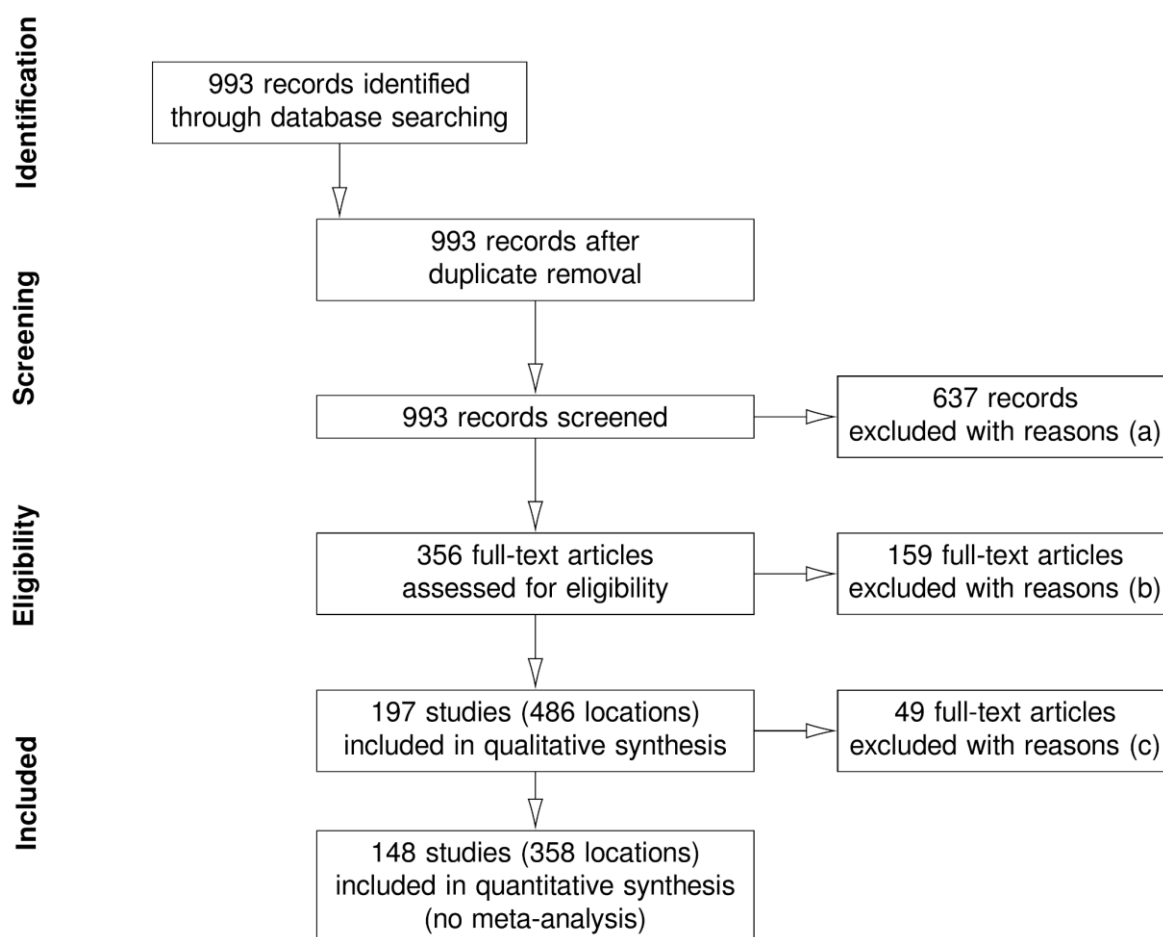 Identification
993 records identified
through database searching
Screening
993 records after
duplicate removal
993 records screened
637 records
excluded with reasons (a)
Eligibility
356 full-text articles
assessed for eligibility
159 full-text articles
excluded with reasons (b)
Included
197 studies (486 locations)
included in qualitative synthesis
49 full-text articles
excluded with reasons (c)
148 studies (358 locations)
included in quantitative synthesis
(no meta-analysis)